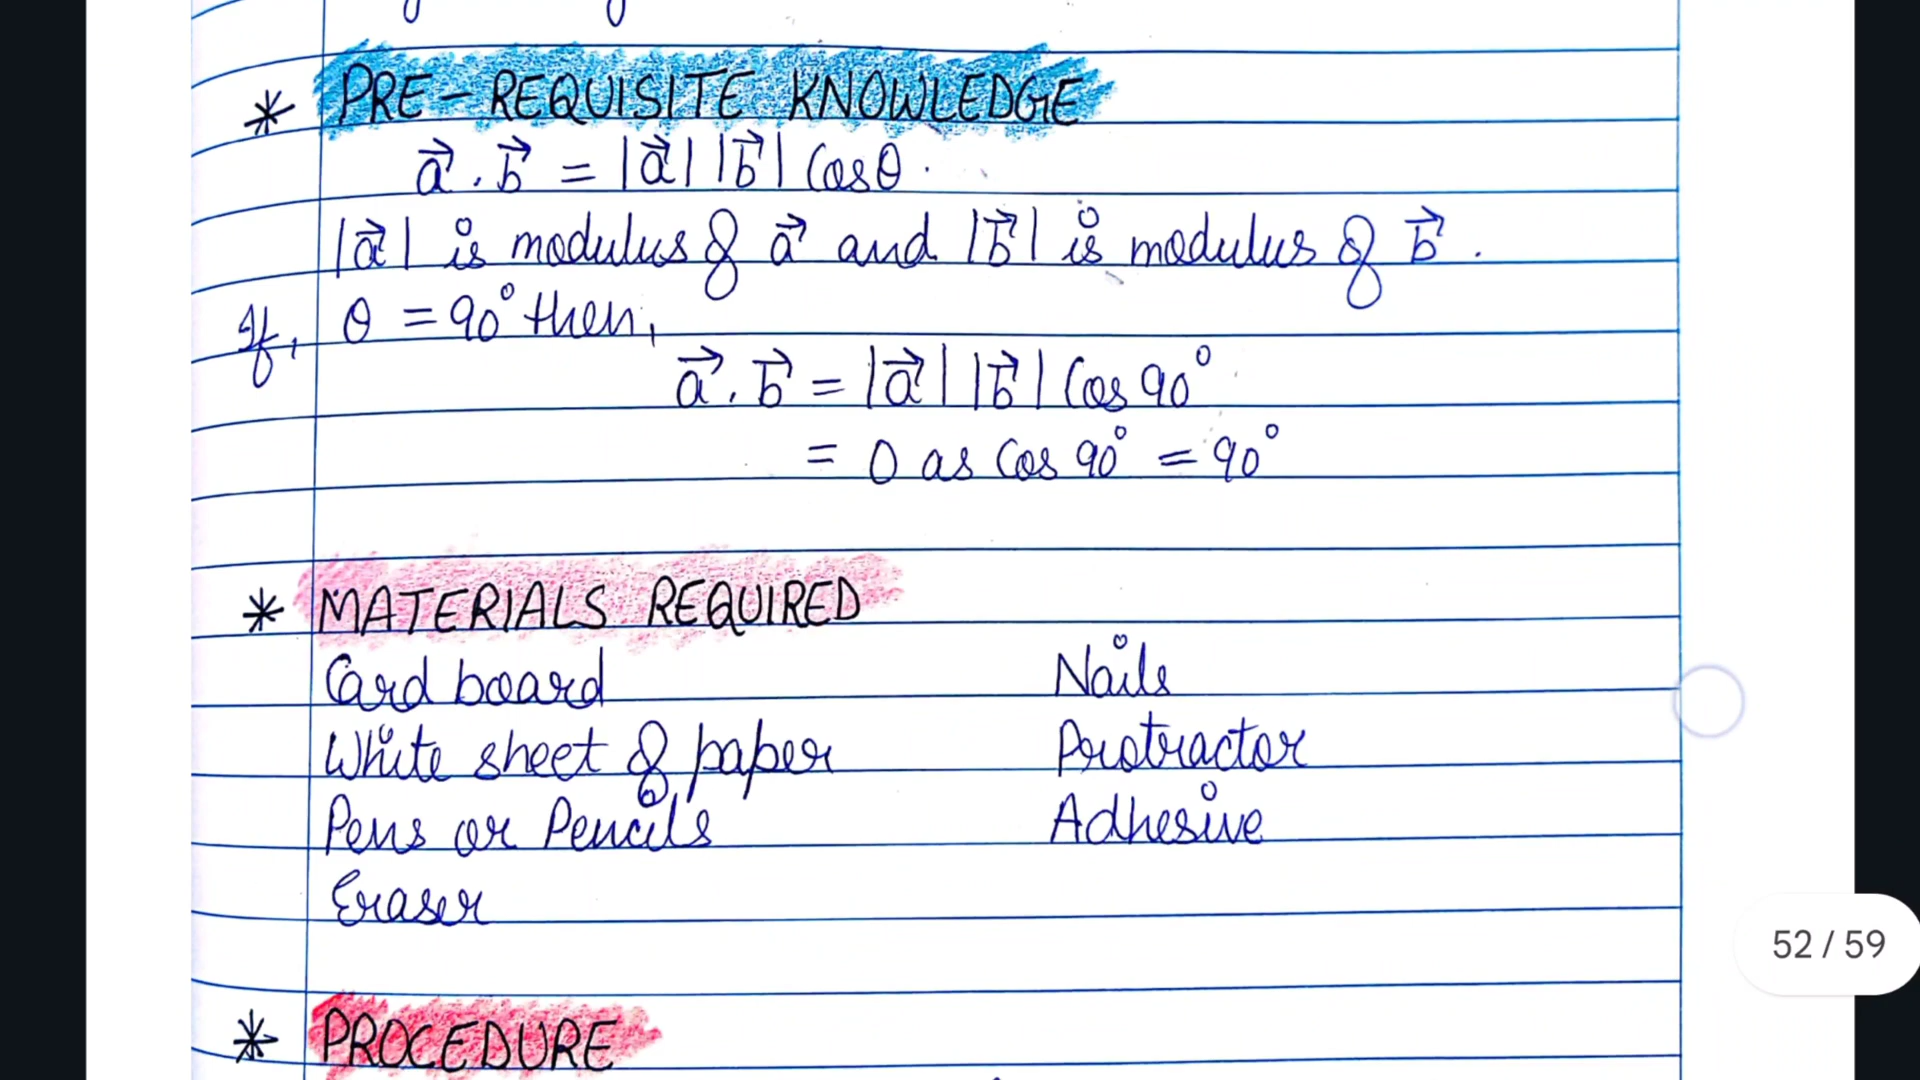 * PRE-REQUISITE KNOWLEDGE
a⃗ . b⃗ = |a⃗| |b⃗| Cosθ.
|a⃗| is modulus of a⃗ and |b⃗| is modulus of b⃗.
If, θ = 90° then,
a⃗ . b⃗ = |a⃗| |b⃗| Cos 90°
= 0 as Cos 90° = 90°
* MATERIALS REQUIRED
Card board Nails
White sheet of paper Protractor
Pens or Pencils Adhesive
Eraser
52 / 59
* PROCEDURE